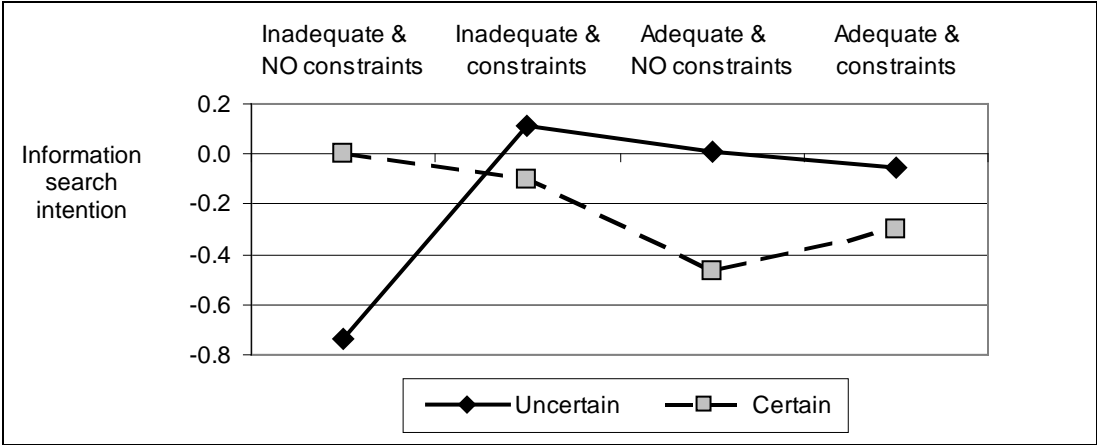 Inadequate &
NO constraints
Inadequate &
constraints
Adequate &
NO constraints
Adequate &
constraints
Information
search
intention
0.2
0.0
-0.2
-0.4
-0.6
-0.8
Uncertain
Certain